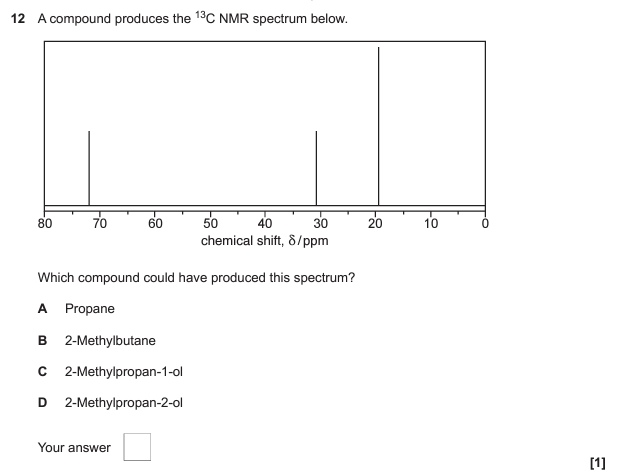 12 A compound produces the ¹³C NMR spectrum below.
80 70 60 50 40 30 20 10 0
chemical shift, δ/ppm
Which compound could have produced this spectrum?
A Propane
B 2-Methylbutane
C 2-Methylpropan-1-ol
D 2-Methylpropan-2-ol
Your answer
[1]